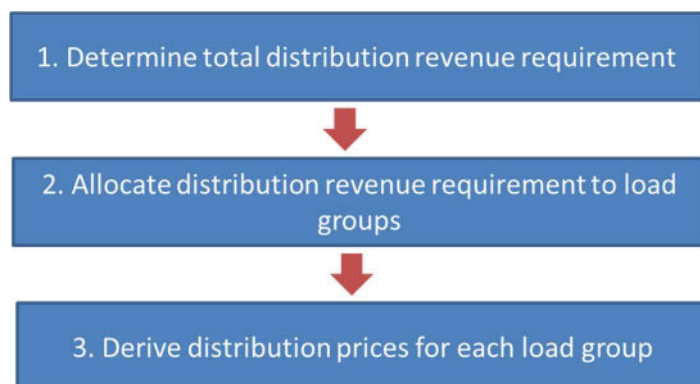 1. Determine total distribution revenue requirement
2. Allocate distribution revenue requirement to load
groups
3. Derive distribution prices for each load group